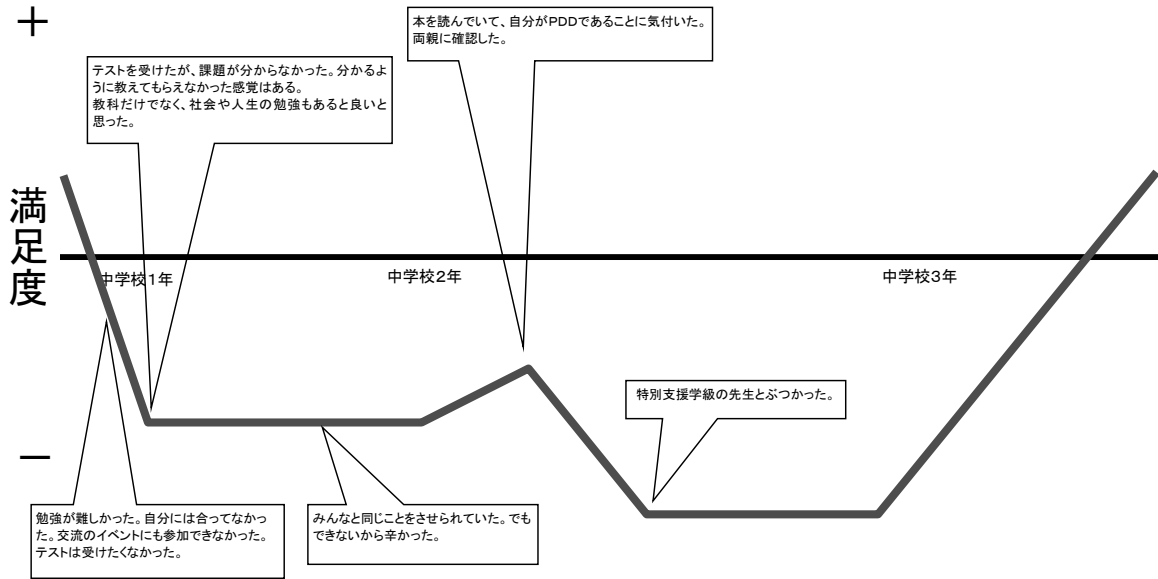 ＋
本を読んでいて、自分がPDDであることに気付いた。
両親に確認した。
テストを受けたが、課題が分からなかった。分かるよ
うに教えてもらえなかった感覚はある。
教科だけでなく、社会や人生の勉強もあると良いと
思った。
満足度
中学校1年
中学校2年
中学校3年
特別支援学級の先生とぶつかった。
－
勉強が難しかった。自分には合ってなかっ
た。交流のイベントにも参加できなかった。
テストは受けたくなかった。
みんなと同じことをさせられていた。でも
できないから辛かった。